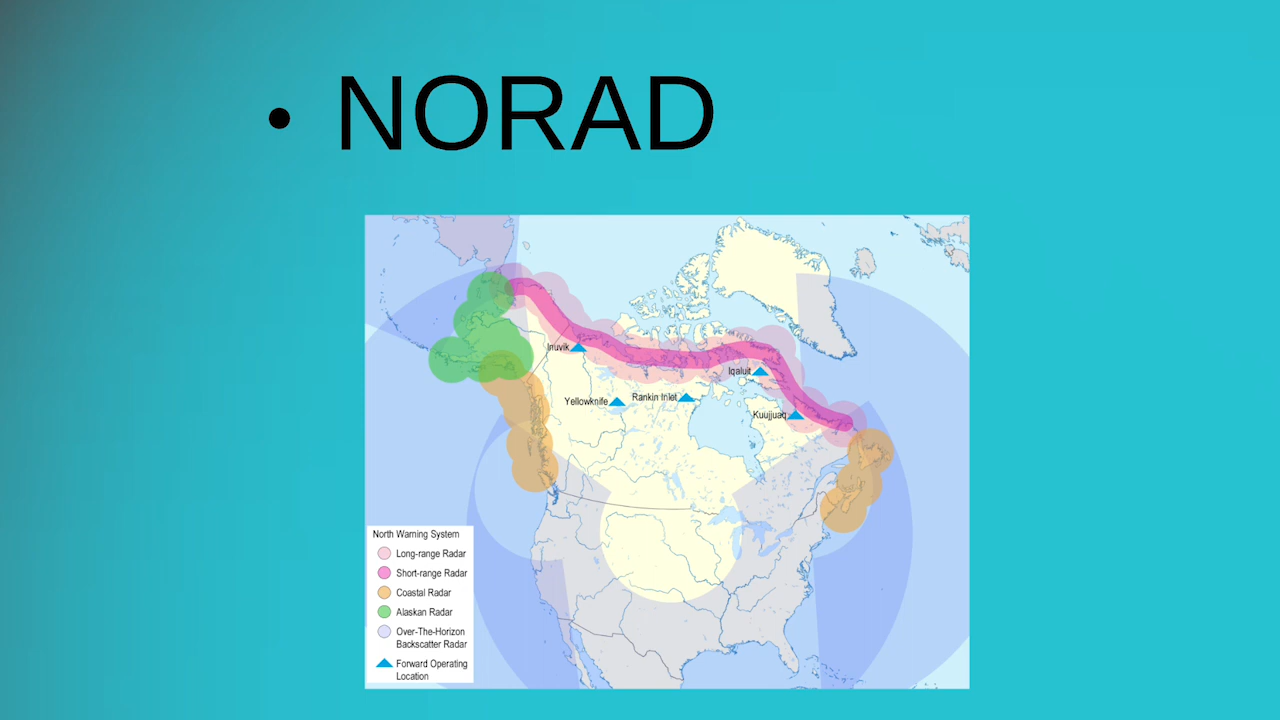 • NORAD
Inuvik
Iqaluit
Yellowknife
Rankin Inlet
Kuujjuaq
North Warning System
Long-range Radar
Short-range Radar
Coastal Radar
Alaskan Radar
Over-The-Horizon
Backscatter Radar
Forward Operating
Location